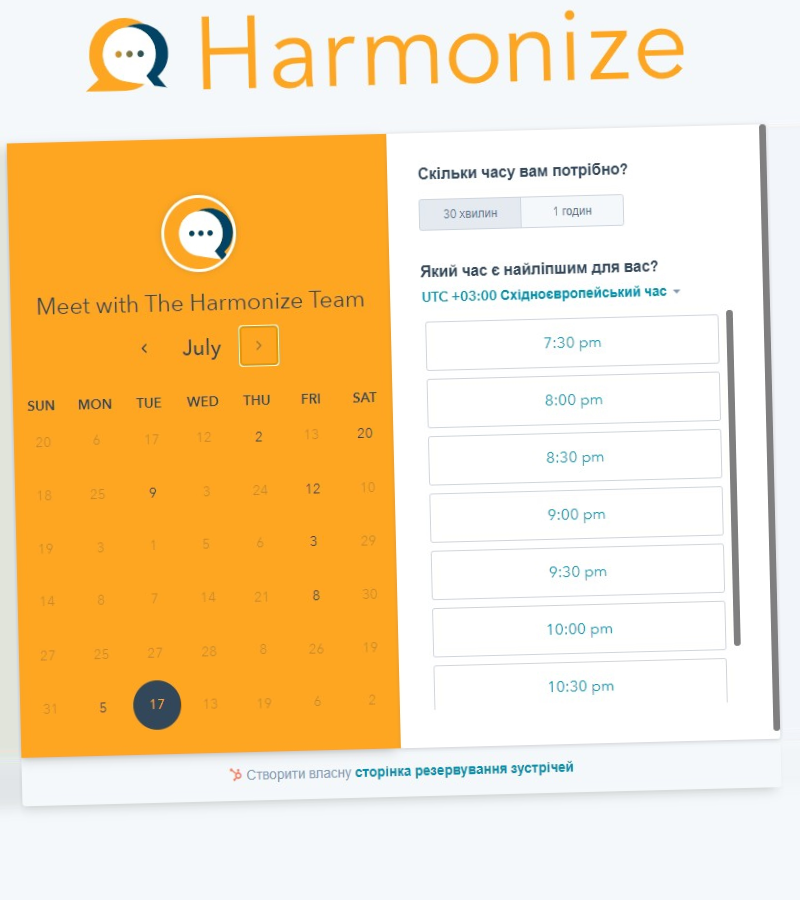 Harmonize
Meet with The Harmonize Team
July
SUN MON TUE WED THU FRI SAT
20 6 17 12 2 13 20
18 25 9 3 24 12 10
19 3 1 5 6 3 29
14 8 7 14 21 8 30
27 25 27 28 8 26 19
31 5 17 13 19 6 2
Скільки часу вам потрібно?
30 хвилин 1 годин
Який час є найліпшим для вас?
UTC +03:00 Східноєвропейський час
7:30 pm
8:00 pm
8:30 pm
9:00 pm
9:30 pm
10:00 pm
10:30 pm
Створити власну сторінка резервування зустрічей